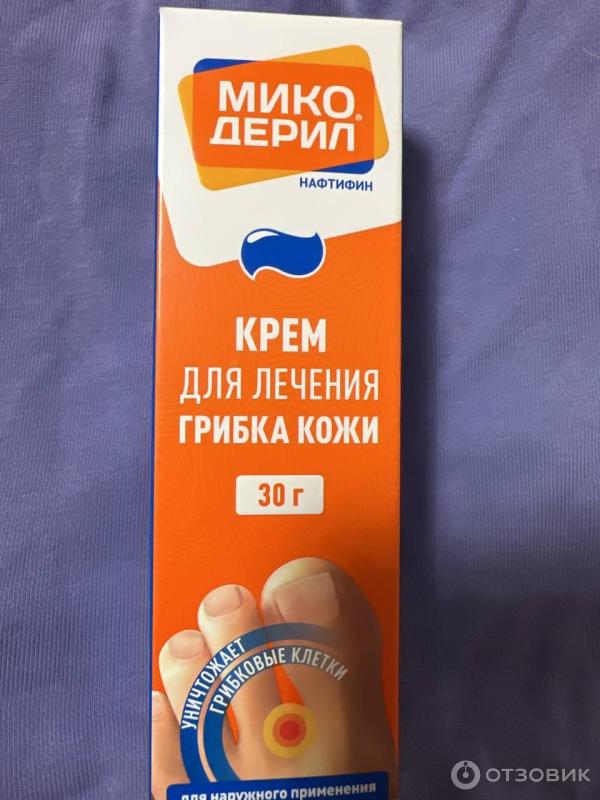 МИКО
ДЕРИЛ®
НАФТИФИН
КРЕМ
ДЛЯ ЛЕЧЕНИЯ
ГРИБКА КОЖИ
30 г
УНИЧТОЖАЕТ
ГРИБКОВЫЕ КЛЕТКИ
для наружного применения
ОТЗОВИК